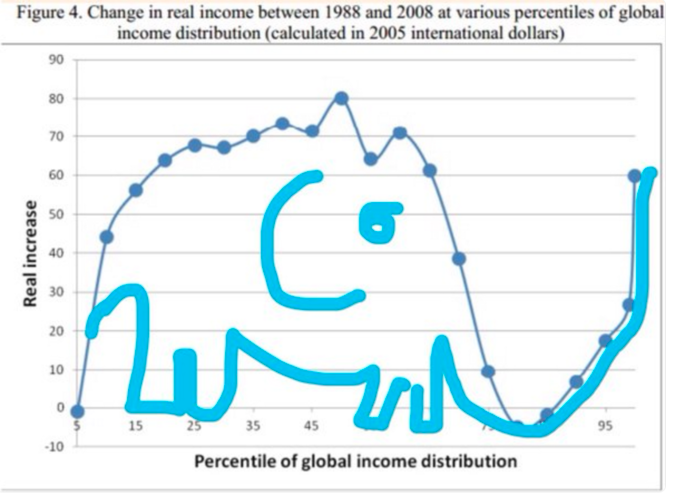 Figure 4. Change in real income between 1988 and 2008 at various percentiles of global
income distribution (calculated in 2005 international dollars)
90
80
70
60
50
40
30
20
10
0
-10
Real increase
5 15 25 35 45 95
Percentile of global income distribution